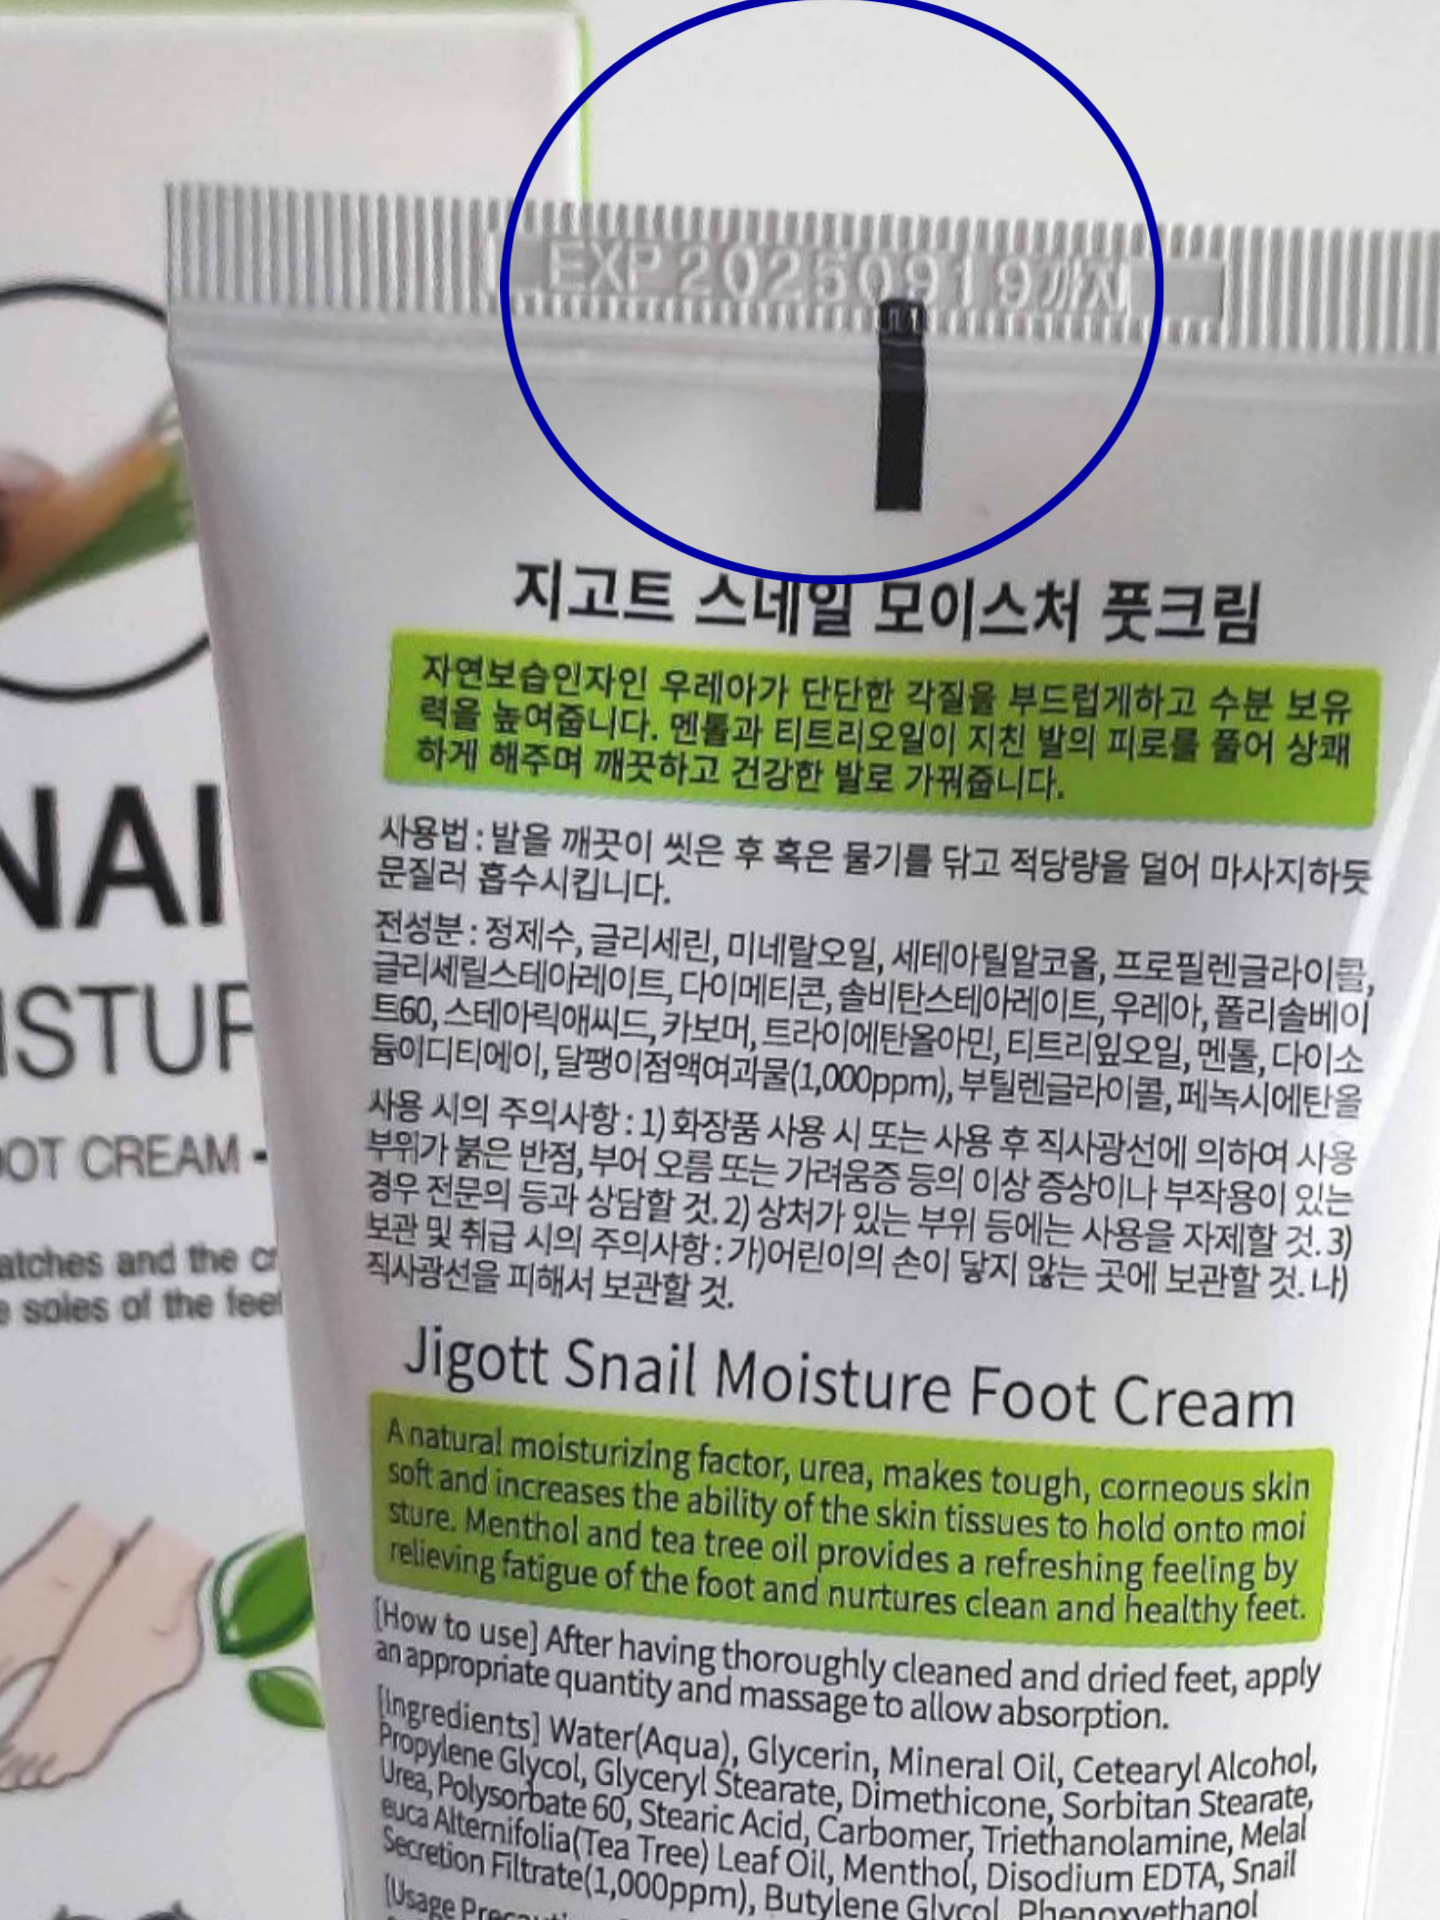 EXP 20250919까지
지고트 스네일 모이스처 풋크림
자연보습인자인 우레아가 단단한 각질을 부드럽게하고 수분 보유
력을 높여줍니다. 멘톨과 티트리오일이 지친 발의 피로를 풀어 상쾌
하게 해주며 깨끗하고 건강한 발로 가꿔줍니다.
사용법 : 발을 깨끗이 씻은 후 혹은 물기를 닦고 적당량을 덜어 마사지하듯
문질러 흡수시킵니다.
전성분 : 정제수, 글리세린, 미네랄오일, 세테아릴알코올, 프로필렌글라이콜,
글리세릴스테아레이트, 다이메티콘, 솔비탄스테아레이트, 우레아, 폴리솔베이
트60, 스테아릭애씨드, 카보머, 트라이에탄올아민, 티트리잎오일, 멘톨, 다이소
듐이디티에이, 달팽이점액여과물(1,000ppm), 부틸렌글라이콜, 페녹시에탄올
사용 시의 주의사항 : 1) 화장품 사용 시 또는 사용 후 직사광선에 의하여 사용
부위가 붉은 반점, 부어 오름 또는 가려움증 등의 이상 증상이나 부작용이 있는
경우 전문의 등과 상담할 것. 2) 상처가 있는 부위 등에는 사용을 자제할 것. 3)
보관 및 취급 시의 주의사항 : 가)어린이의 손이 닿지 않는 곳에 보관할 것. 나)
직사광선을 피해서 보관할 것.
Jigott Snail Moisture Foot Cream
A natural moisturizing factor, urea, makes tough, corneous skin
soft and increases the ability of the skin tissues to hold onto moi
sture. Menthol and tea tree oil provides a refreshing feeling by
relieving fatigue of the foot and nurtures clean and healthy feet.
[How to use] After having thoroughly cleaned and dried feet, apply
an appropriate quantity and massage to allow absorption.
[Ingredients] Water(Aqua), Glycerin, Mineral Oil, Cetearyl Alcohol,
Propylene Glycol, Glyceryl Stearate, Dimethicone, Sorbitan Stearate,
Urea, Polysorbate 60, Stearic Acid, Carbomer, Triethanolamine, Melal
euca Alternifolia(Tea Tree) Leaf Oil, Menthol, Disodium EDTA, Snail
Secretion Filtrate(1,000ppm), Butylene Glycol, Phenoxyethanol
[Usage
NAI
ISTUR
OOT CREAM -
atches and the cr
e soles of the feet